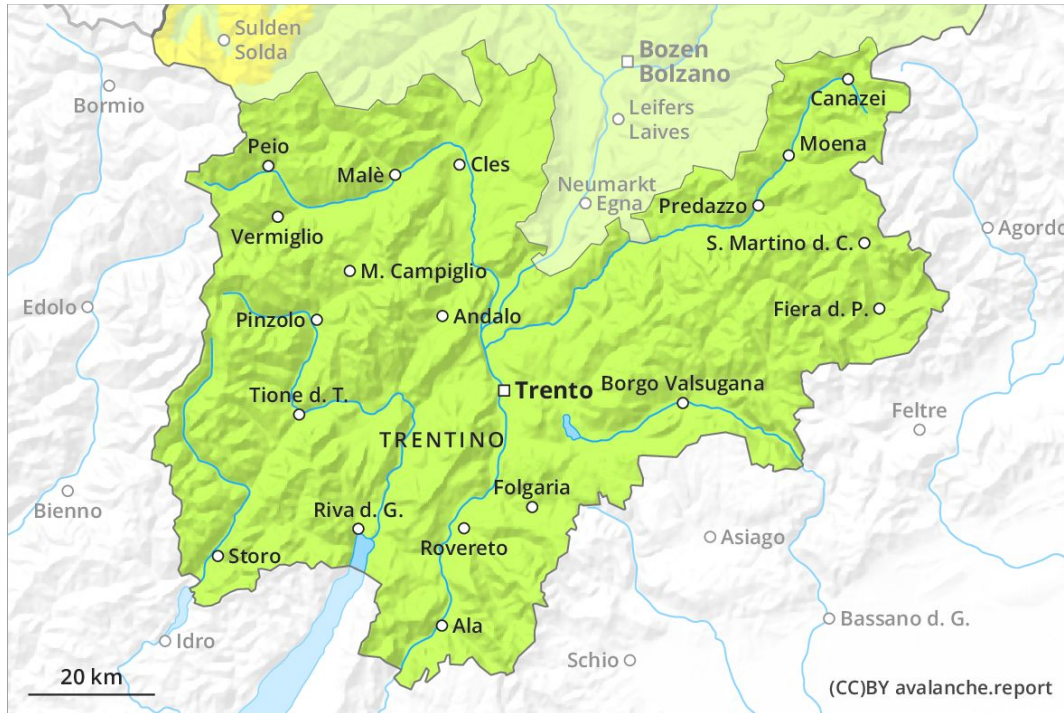 Sulden
Solda
Bozen
Bolzano
Canazei
Bormio
Leifers
Laives
Moena
Peio
Malè
Cles
Neumarkt
Egna
Predazzo
Vermiglio
S. Martino d. C.
Agordo
M. Campiglio
Edolo
Pinzolo
Andalo
Fiera d. P.
Trento
Borgo Valsugana
Tione d. T.
Feltre
TRENTINO
Bienno
Folgaria
Riva d. G.
Rovereto
Asiago
Storo
Bassano d. G.
Idro
Ala
Schio
20 km
(CC)BY avalanche.report